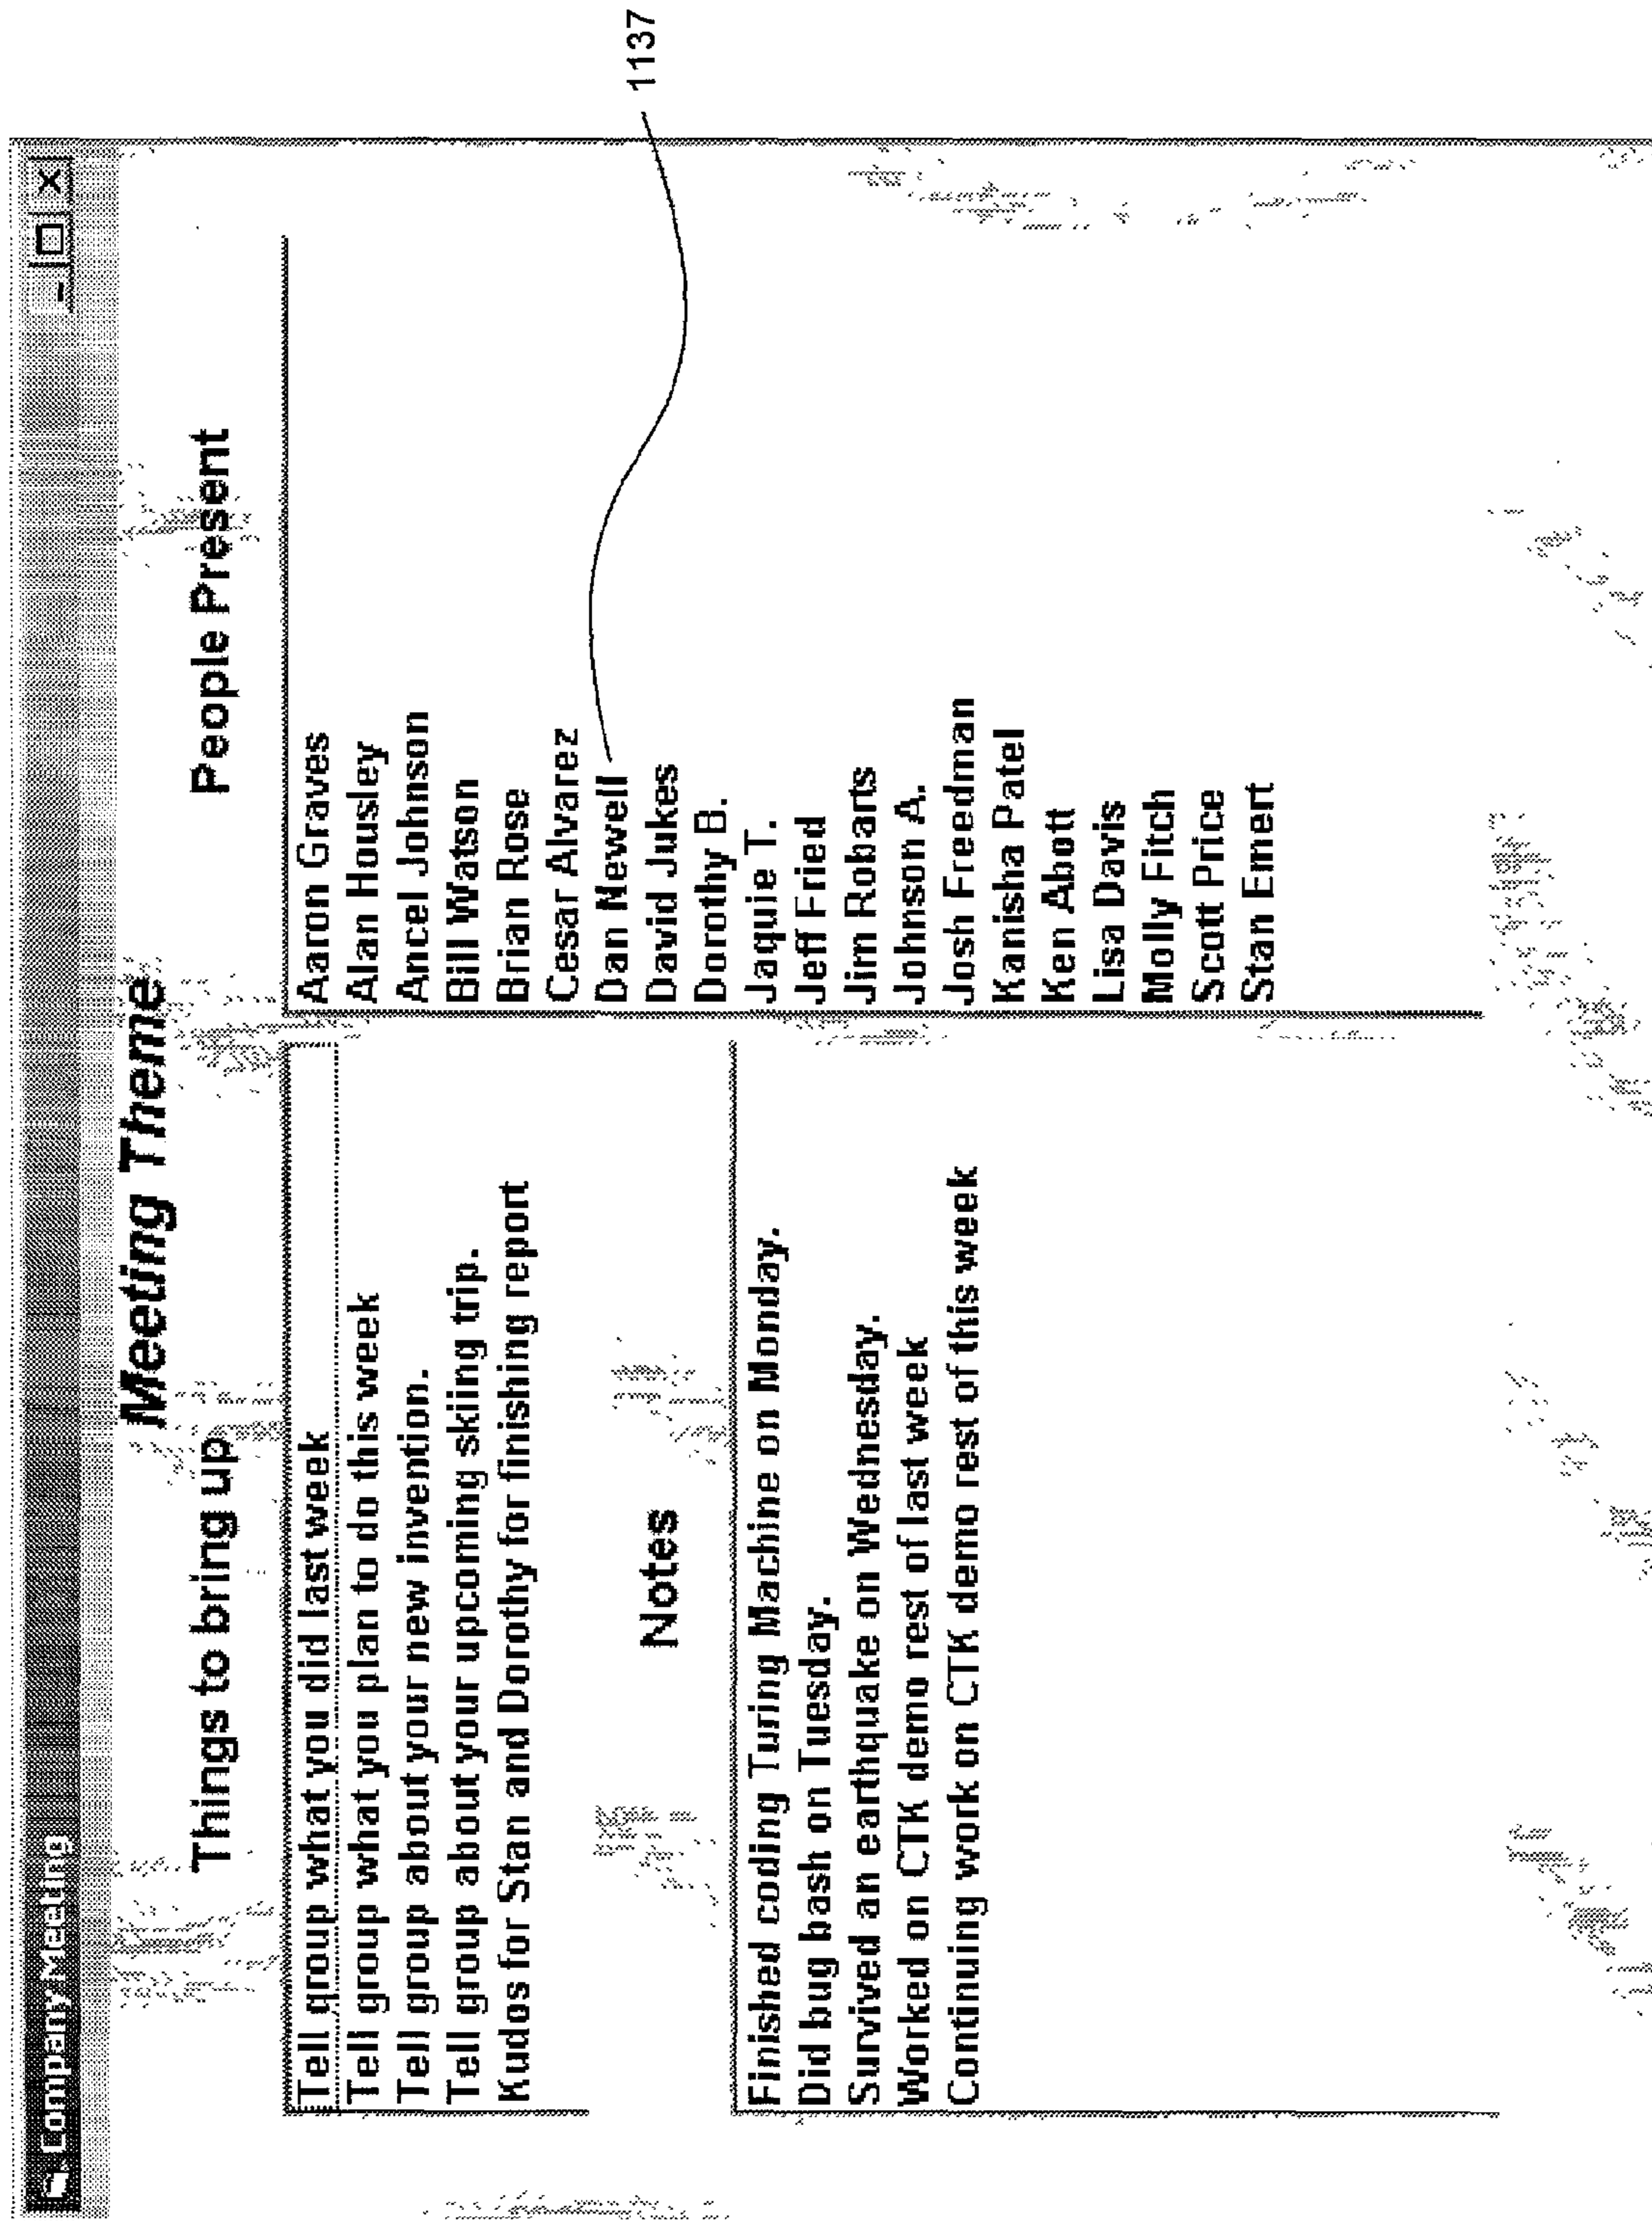 Company Meeting
Meeting Theme
Things to bring up
Tell group what you did last week
Tell group what you plan to do this week
Tell group about your new invention.
Tell group about your upcoming skiing trip.
Kudos for Stan and Dorothy for finishing report
Notes
Finished coding Turing Machine on Monday.
Did bug bash on Tuesday.
Survived an earthquake on Wednesday.
Worked on CTK demo rest of last week
Continuing work on CTK demo rest of this week
People Present
Aaron Graves
Alan Housley
Ancel Johnson
Bill Watson
Brian Rose
Cesar Alvarez
Dan Newell
David Jukes
Dorothy B.
Jaquie T.
Jeff Fried
Jim Robarts
Johnson A.
Josh Freedman
Kanisha Patel
Ken Abott
Lisa Davis
Molly Fitch
Scott Price
Stan Emert
1137